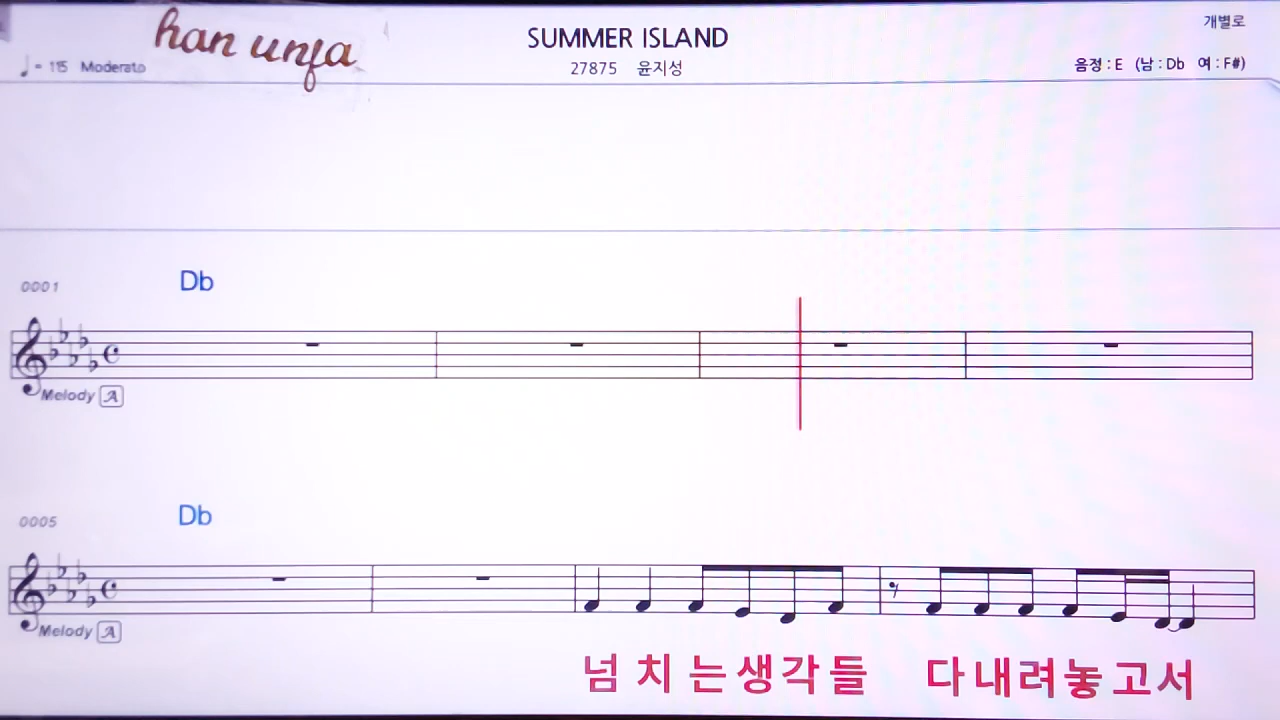 han unfa
SUMMER ISLAND
개별로
♩= 115 Moderato
27875 윤지성
음정 : E (남 : Db 여 : F#)
0001
Db
Melody A
0005
Db
Melody A
넘치는생각들 다내려놓고서